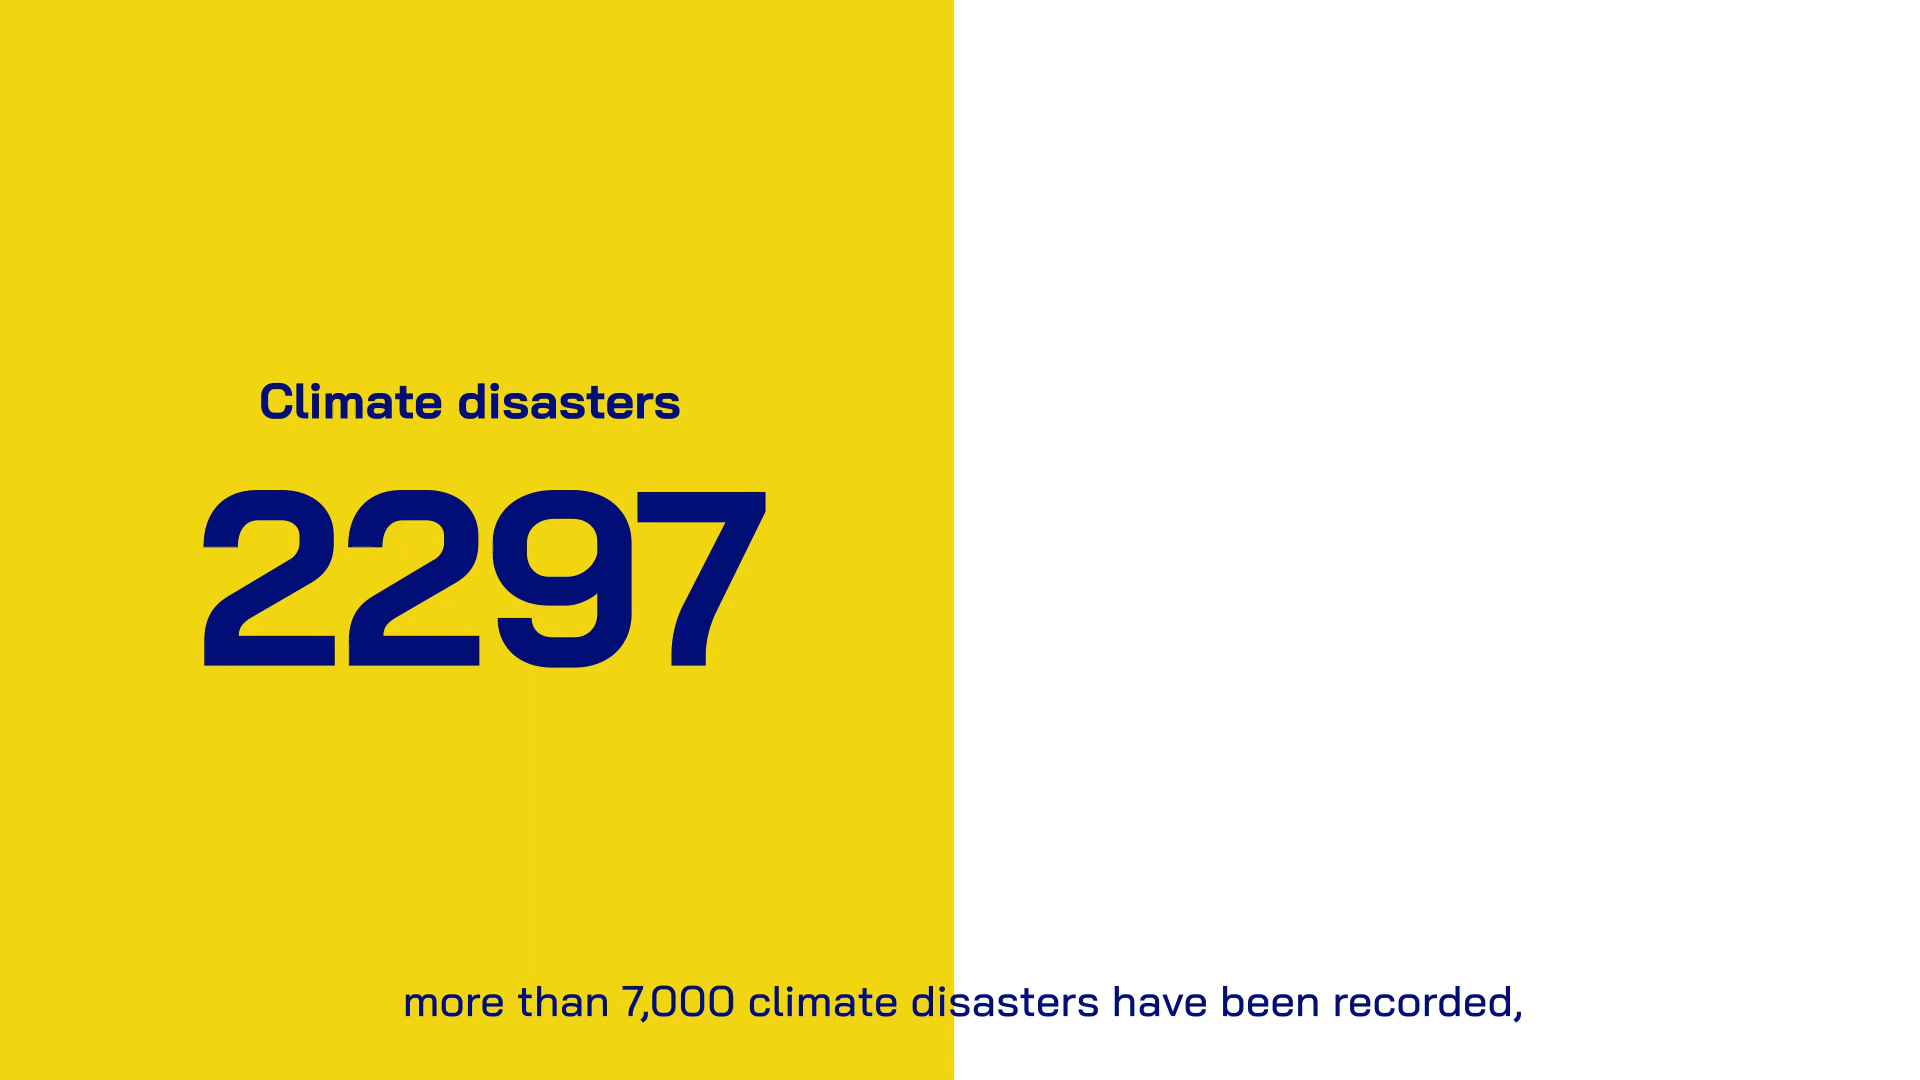 Climate disasters
2297
more than 7,000 climate disasters have been recorded,